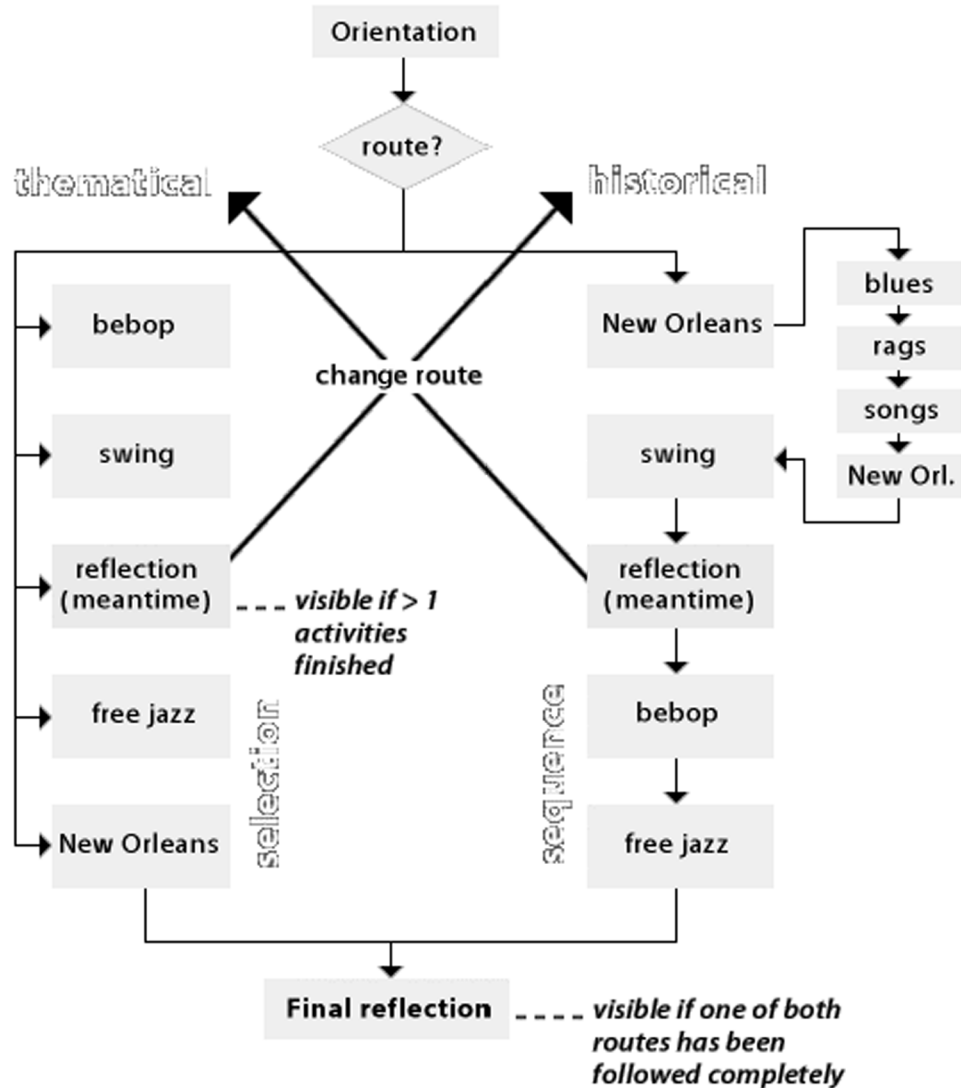 Orientation
route?
thematical
historical
bebop
New Orleans
blues
rags
songs
New Orl.
change route
swing
swing
reflection
(meantime)
reflection
(meantime)
visible if > 1
activities
finished
free jazz
selection
sequence
bebop
New Orleans
free jazz
Final reflection
visible if one of both
routes has been
followed completely